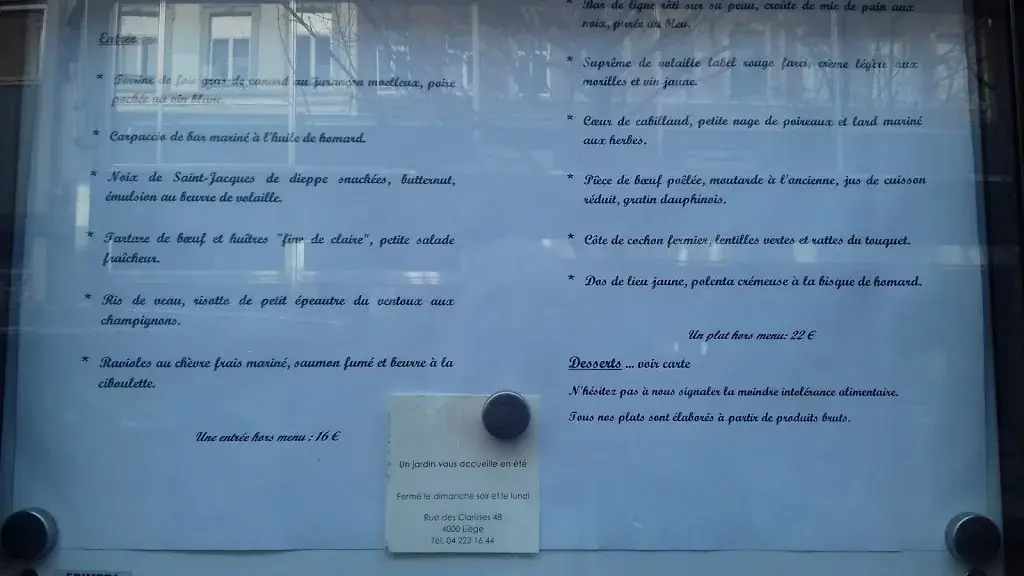 Entrée
* Terrine de foie gras de canard au jurançon moelleux, poire
pochée au vin blanc.
* Carpaccio de bar mariné à l'huile de homard.
* Noix de Saint-Jacques de dieppe snackées, butternut,
émulsion au beurre de volaille.
* Tartare de bœuf et huîtres "fine de claire", petite salade
fraîcheur.
* Ris de veau, risotto de petit épeautre du ventoux aux
champignons.
* Ravioles au chèvre frais mariné, saumon fumé et beurre à la
ciboulette.
Une entrée hors menu : 16 €
* Bar de ligne rôti sur sa peau, croûte de mie de pain aux
noix, purée au bleu.
* Suprême de volaille label rouge farci, crème légère aux
morilles et vin jaune.
* Cœur de cabillaud, petite nage de poireaux et lard mariné
aux herbes.
* Pièce de bœuf poêlée, moutarde à l'ancienne, jus de cuisson
réduit, gratin dauphinois.
* Côte de cochon fermier, lentilles vertes et rattes du touquet.
* Dos de lieu jaune, polenta crémeuse à la bisque de homard.
Un plat hors menu: 22 €
Desserts ... voir carte
N'hésitez pas à nous signaler la moindre intolérance alimentaire.
Tous nos plats sont élaborés à partir de produits bruts.
Un jardin vous accueille en été
Fermé le dimanche soir et le lundi
Rue des Clarisses 48
4000 Liège
Tél. 04 223 16 44